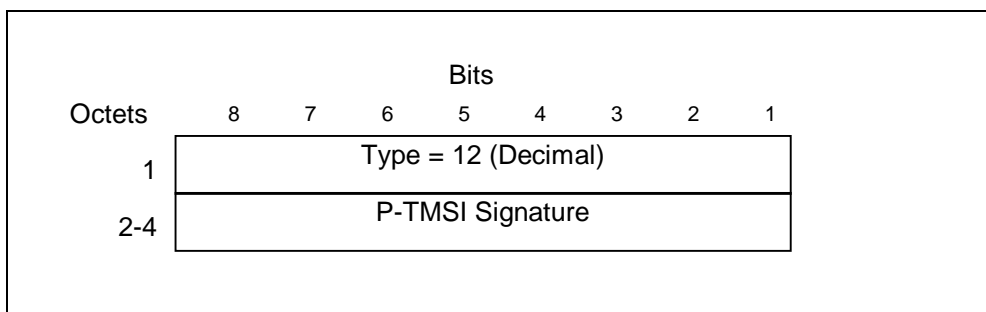 Bits
Octets 8 7 6 5 4 3 2 1
1 Type = 12 (Decimal)
2-4 P-TMSI Signature